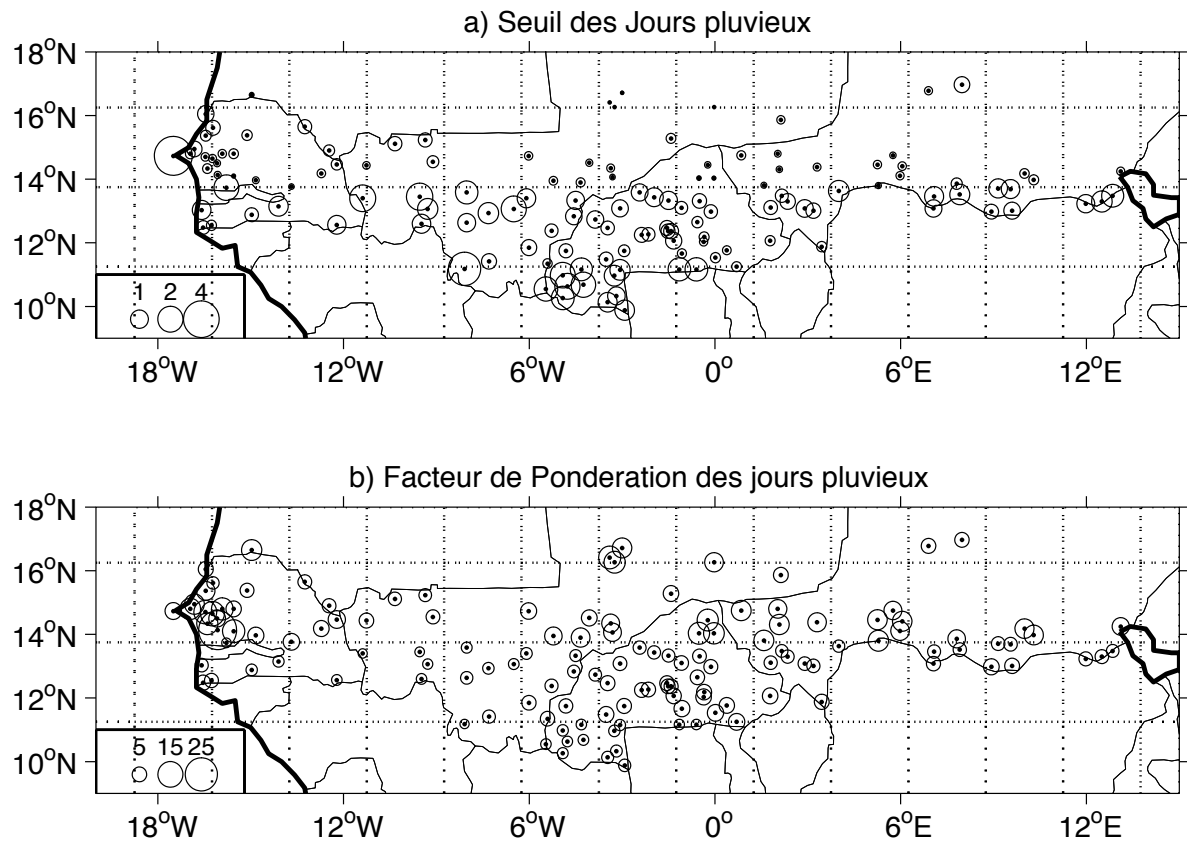 a) Seuil des Jours pluvieux
18°N
16°N
14°N
12°N
10°N
1 2 4
18°W 12°W 6°W 0° 6°E 12°E
b) Facteur de Ponderation des jours pluvieux
18°N
16°N
14°N
12°N
10°N
5 15 25
18°W 12°W 6°W 0° 6°E 12°E